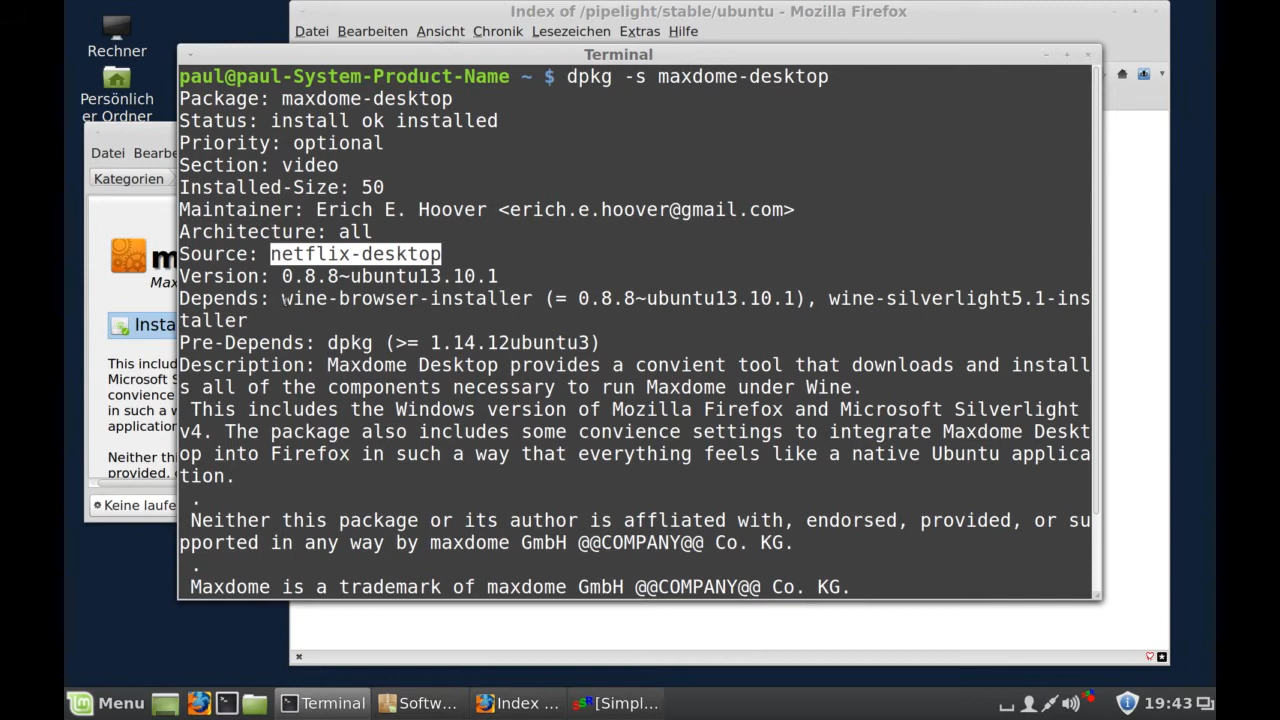 Index of /pipelight/stable/ubuntu - Mozilla Firefox
Datei Bearbeiten Ansicht Chronik Lesezeichen Extras Hilfe
Rechner
Persönlich
er Ordner
Terminal
paul@paul-System-Product-Name ~ $ dpkg -s maxdome-desktop
Package: maxdome-desktop
Status: install ok installed
Priority: optional
Section: video
Installed-Size: 50
Maintainer: Erich E. Hoover <erich.e.hoover@gmail.com>
Architecture: all
Source: netflix-desktop
Version: 0.8.8~ubuntu13.10.1
Depends: wine-browser-installer (= 0.8.8~ubuntu13.10.1), wine-silverlight5.1-ins
taller
Pre-Depends: dpkg (>= 1.14.12ubuntu3)
Description: Maxdome Desktop provides a convient tool that downloads and install
s all of the components necessary to run Maxdome under Wine.
This includes the Windows version of Mozilla Firefox and Microsoft Silverlight
v4. The package also includes some convience settings to integrate Maxdome Deskt
op into Firefox in such a way that everything feels like a native Ubuntu applica
tion.
.
Neither this package or its author is affliated with, endorsed, provided, or su
pported in any way by maxdome GmbH @@COMPANY@@ Co. KG.
.
Maxdome is a trademark of maxdome GmbH @@COMPANY@@ Co. KG.
Datei Bearbe
Kategorien
m
Max
Insta
This includ
Microsoft S
convience
in such a w
application
Neither thi
provided, o
Keine laufe
Menu
Terminal
Softw...
Index ...
[Simpl...
19:43